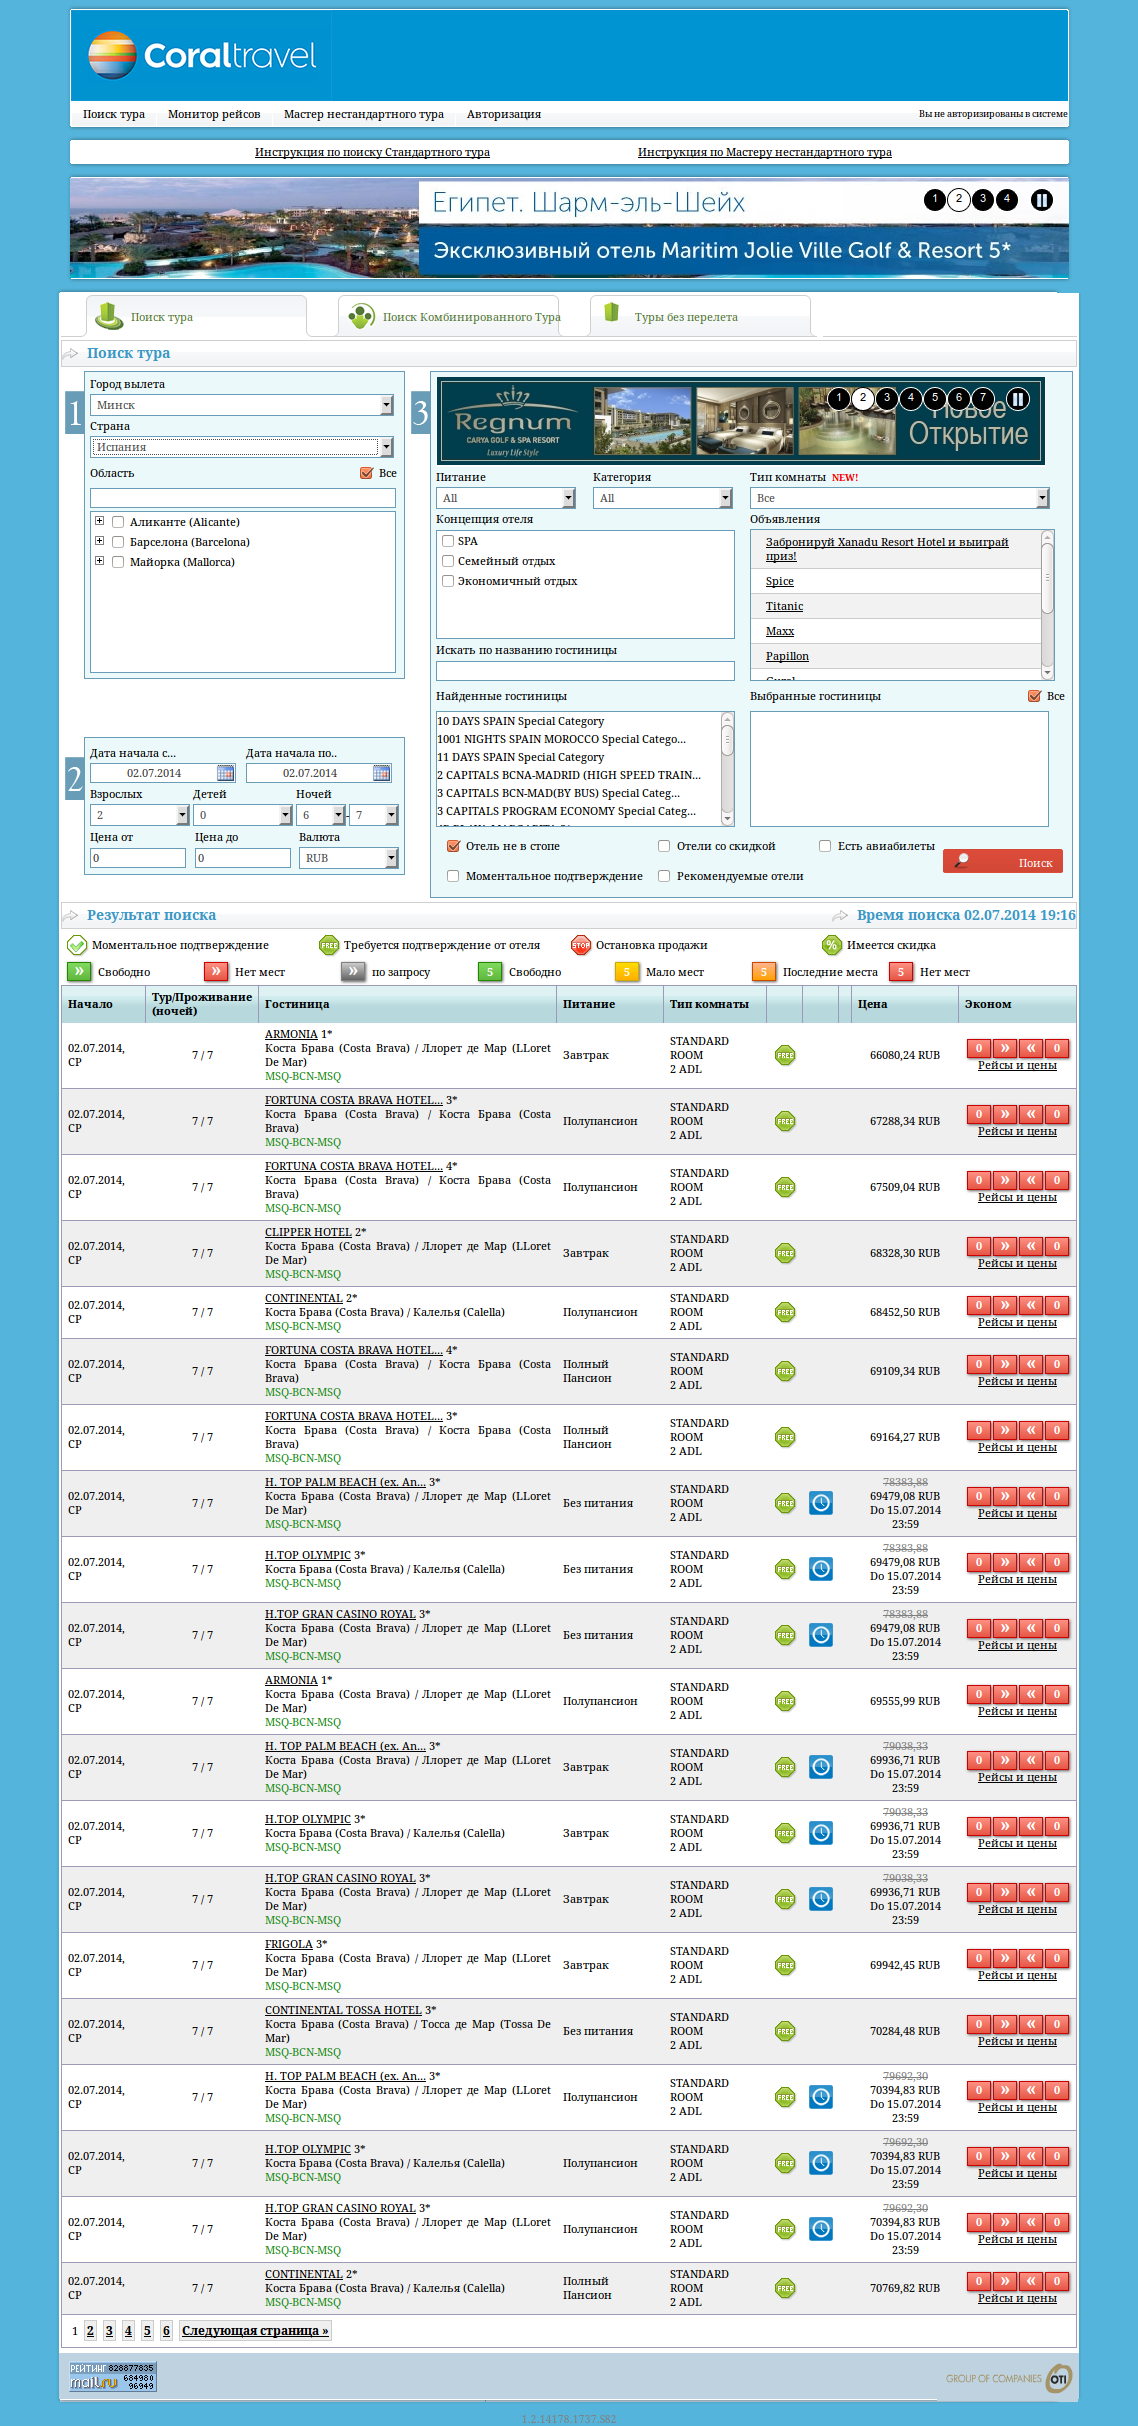 Coraltravel
Поиск тура Монитор рейсов Мастер нестандартного тура Авторизация Вы не авторизированы в системе
Инструкция по поиску Стандартного тура Инструкция по Мастеру нестандартного тура
Египет. Шарм-эль-Шейх 1 2 3 4
Эксклюзивный отель Maritim Jolie Ville Golf & Resort 5*
Поиск тура Поиск Комбинированного Тура Туры без перелета
Поиск тура
1
Город вылета
Минск
Страна
Испания
Область Все
Аликанте (Alicante)
Барселона (Barcelona)
Майорка (Mallorca)
2
Дата начала с... Дата начала по..
02.07.2014 02.07.2014
Взрослых Детей Ночей
2 0 6 - 7
Цена от Цена до Валюта
0 0 RUB
3
Regnum
CARYA GOLF & SPA RESORT
Luxury Life Style
1 2 3 4 5 6 7
Новое
Открытие
Питание Категория Тип комнаты NEW!
All All Все
Концепция отеля Объявления
SPA
Семейный отдых
Экономичный отдых
Забронируй Xanadu Resort Hotel и выиграй
приз!
Spice
Titanic
Maxx
Papillon
Искать по названию гостиницы
Найденные гостиницы Выбранные гостиницы Все
10 DAYS SPAIN Special Category
1001 NIGHTS SPAIN MOROCCO Special Catego...
11 DAYS SPAIN Special Category
2 CAPITALS BCNA-MADRID (HIGH SPEED TRAIN...
3 CAPITALS BCN-MAD(BY BUS) Special Categ...
3 CAPITALS PROGRAM ECONOMY Special Categ...
Отель не в стопе Отели со скидкой Есть авиабилеты Поиск
Моментальное подтверждение Рекомендуемые отели
Результат поиска Время поиска 02.07.2014 19:16
Моментальное подтверждение FREE Требуется подтверждение от отеля STOP Остановка продажи % Имеется скидка
» Свободно » Нет мест » по запросу 5 Свободно 5 Мало мест 5 Последние места 5 Нет мест
Начало Тур/Проживание (ночей) Гостиница Питание Тип комнаты Цена Эконом
02.07.2014, СР 7 / 7 ARMONIA 1* Коста Брава (Costa Brava) / Ллорет де Мар (LLoret De Mar) MSQ-BCN-MSQ Завтрак STANDARD ROOM 2 ADL FREE 66080,24 RUB 0 » « 0 Рейсы и цены
02.07.2014, СР 7 / 7 FORTUNA COSTA BRAVA HOTEL... 3* Коста Брава (Costa Brava) / Коста Брава (Costa Brava) MSQ-BCN-MSQ Полупансион STANDARD ROOM 2 ADL FREE 67288,34 RUB 0 » « 0 Рейсы и цены
02.07.2014, СР 7 / 7 FORTUNA COSTA BRAVA HOTEL... 4* Коста Брава (Costa Brava) / Коста Брава (Costa Brava) MSQ-BCN-MSQ Полупансион STANDARD ROOM 2 ADL FREE 67509,04 RUB 0 » « 0 Рейсы и цены
02.07.2014, СР 7 / 7 CLIPPER HOTEL 2* Коста Брава (Costa Brava) / Ллорет де Мар (LLoret De Mar) MSQ-BCN-MSQ Завтрак STANDARD ROOM 2 ADL FREE 68328,30 RUB 0 » « 0 Рейсы и цены
02.07.2014, СР 7 / 7 CONTINENTAL 2* Коста Брава (Costa Brava) / Калелья (Calella) MSQ-BCN-MSQ Полупансион STANDARD ROOM 2 ADL FREE 68452,50 RUB 0 » « 0 Рейсы и цены
02.07.2014, СР 7 / 7 FORTUNA COSTA BRAVA HOTEL... 4* Коста Брава (Costa Brava) / Коста Брава (Costa Brava) MSQ-BCN-MSQ Полный Пансион STANDARD ROOM 2 ADL FREE 69109,34 RUB 0 » « 0 Рейсы и цены
02.07.2014, СР 7 / 7 FORTUNA COSTA BRAVA HOTEL... 3* Коста Брава (Costa Brava) / Коста Брава (Costa Brava) MSQ-BCN-MSQ Полный Пансион STANDARD ROOM 2 ADL FREE 69164,27 RUB 0 » « 0 Рейсы и цены
02.07.2014, СР 7 / 7 H. TOP PALM BEACH (ex. An... 3* Коста Брава (Costa Brava) / Ллорет де Мар (LLoret De Mar) MSQ-BCN-MSQ Без питания STANDARD ROOM 2 ADL FREE 78383,88 69479,08 RUB Do 15.07.2014 23:59 0 » « 0 Рейсы и цены
02.07.2014, СР 7 / 7 H.TOP OLYMPIC 3* Коста Брава (Costa Brava) / Калелья (Calella) MSQ-BCN-MSQ Без питания STANDARD ROOM 2 ADL FREE 78383,88 69479,08 RUB Do 15.07.2014 23:59 0 » « 0 Рейсы и цены
02.07.2014, СР 7 / 7 H.TOP GRAN CASINO ROYAL 3* Коста Брава (Costa Brava) / Ллорет де Мар (LLoret De Mar) MSQ-BCN-MSQ Без питания STANDARD ROOM 2 ADL FREE 78383,88 69479,08 RUB Do 15.07.2014 23:59 0 » « 0 Рейсы и цены
02.07.2014, СР 7 / 7 ARMONIA 1* Коста Брава (Costa Brava) / Ллорет де Мар (LLoret De Mar) MSQ-BCN-MSQ Полупансион STANDARD ROOM 2 ADL FREE 69555,99 RUB 0 » « 0 Рейсы и цены
02.07.2014, СР 7 / 7 H. TOP PALM BEACH (ex. An... 3* Коста Брава (Costa Brava) / Ллорет де Мар (LLoret De Mar) MSQ-BCN-MSQ Завтрак STANDARD ROOM 2 ADL FREE 79038,33 69936,71 RUB Do 15.07.2014 23:59 0 » « 0 Рейсы и цены
02.07.2014, СР 7 / 7 H.TOP OLYMPIC 3* Коста Брава (Costa Brava) / Калелья (Calella) MSQ-BCN-MSQ Завтрак STANDARD ROOM 2 ADL FREE 79038,33 69936,71 RUB Do 15.07.2014 23:59 0 » « 0 Рейсы и цены
02.07.2014, СР 7 / 7 H.TOP GRAN CASINO ROYAL 3* Коста Брава (Costa Brava) / Ллорет де Мар (LLoret De Mar) MSQ-BCN-MSQ Завтрак STANDARD ROOM 2 ADL FREE 79038,33 69936,71 RUB Do 15.07.2014 23:59 0 » « 0 Рейсы и цены
02.07.2014, СР 7 / 7 FRIGOLA 3* Коста Брава (Costa Brava) / Ллорет де Мар (LLoret De Mar) MSQ-BCN-MSQ Завтрак STANDARD ROOM 2 ADL FREE 69942,45 RUB 0 » « 0 Рейсы и цены
02.07.2014, СР 7 / 7 CONTINENTAL TOSSA HOTEL 3* Коста Брава (Costa Brava) / Тосса де Мар (Tossa De Mar) MSQ-BCN-MSQ Без питания STANDARD ROOM 2 ADL FREE 70284,48 RUB 0 » « 0 Рейсы и цены
02.07.2014, СР 7 / 7 H. TOP PALM BEACH (ex. An... 3* Коста Брава (Costa Brava) / Ллорет де Мар (LLoret De Mar) MSQ-BCN-MSQ Полупансион STANDARD ROOM 2 ADL FREE 79692,30 70394,83 RUB Do 15.07.2014 23:59 0 » « 0 Рейсы и цены
02.07.2014, СР 7 / 7 H.TOP OLYMPIC 3* Коста Брава (Costa Brava) / Калелья (Calella) MSQ-BCN-MSQ Полупансион STANDARD ROOM 2 ADL FREE 79692,30 70394,83 RUB Do 15.07.2014 23:59 0 » « 0 Рейсы и цены
02.07.2014, СР 7 / 7 H.TOP GRAN CASINO ROYAL 3* Коста Брава (Costa Brava) / Ллорет де Мар (LLoret De Mar) MSQ-BCN-MSQ Полупансион STANDARD ROOM 2 ADL FREE 79692,30 70394,83 RUB Do 15.07.2014 23:59 0 » « 0 Рейсы и цены
02.07.2014, СР 7 / 7 CONTINENTAL 2* Коста Брава (Costa Brava) / Калелья (Calella) MSQ-BCN-MSQ Полный Пансион STANDARD ROOM 2 ADL FREE 70769,82 RUB 0 » « 0 Рейсы и цены
1 2 3 4 5 6 Следующая страница »
РЕЙТИНГ 828877835
mail.ru 684980
96949
GROUP OF COMPANIES OTI
1.2.14178.1737.S82